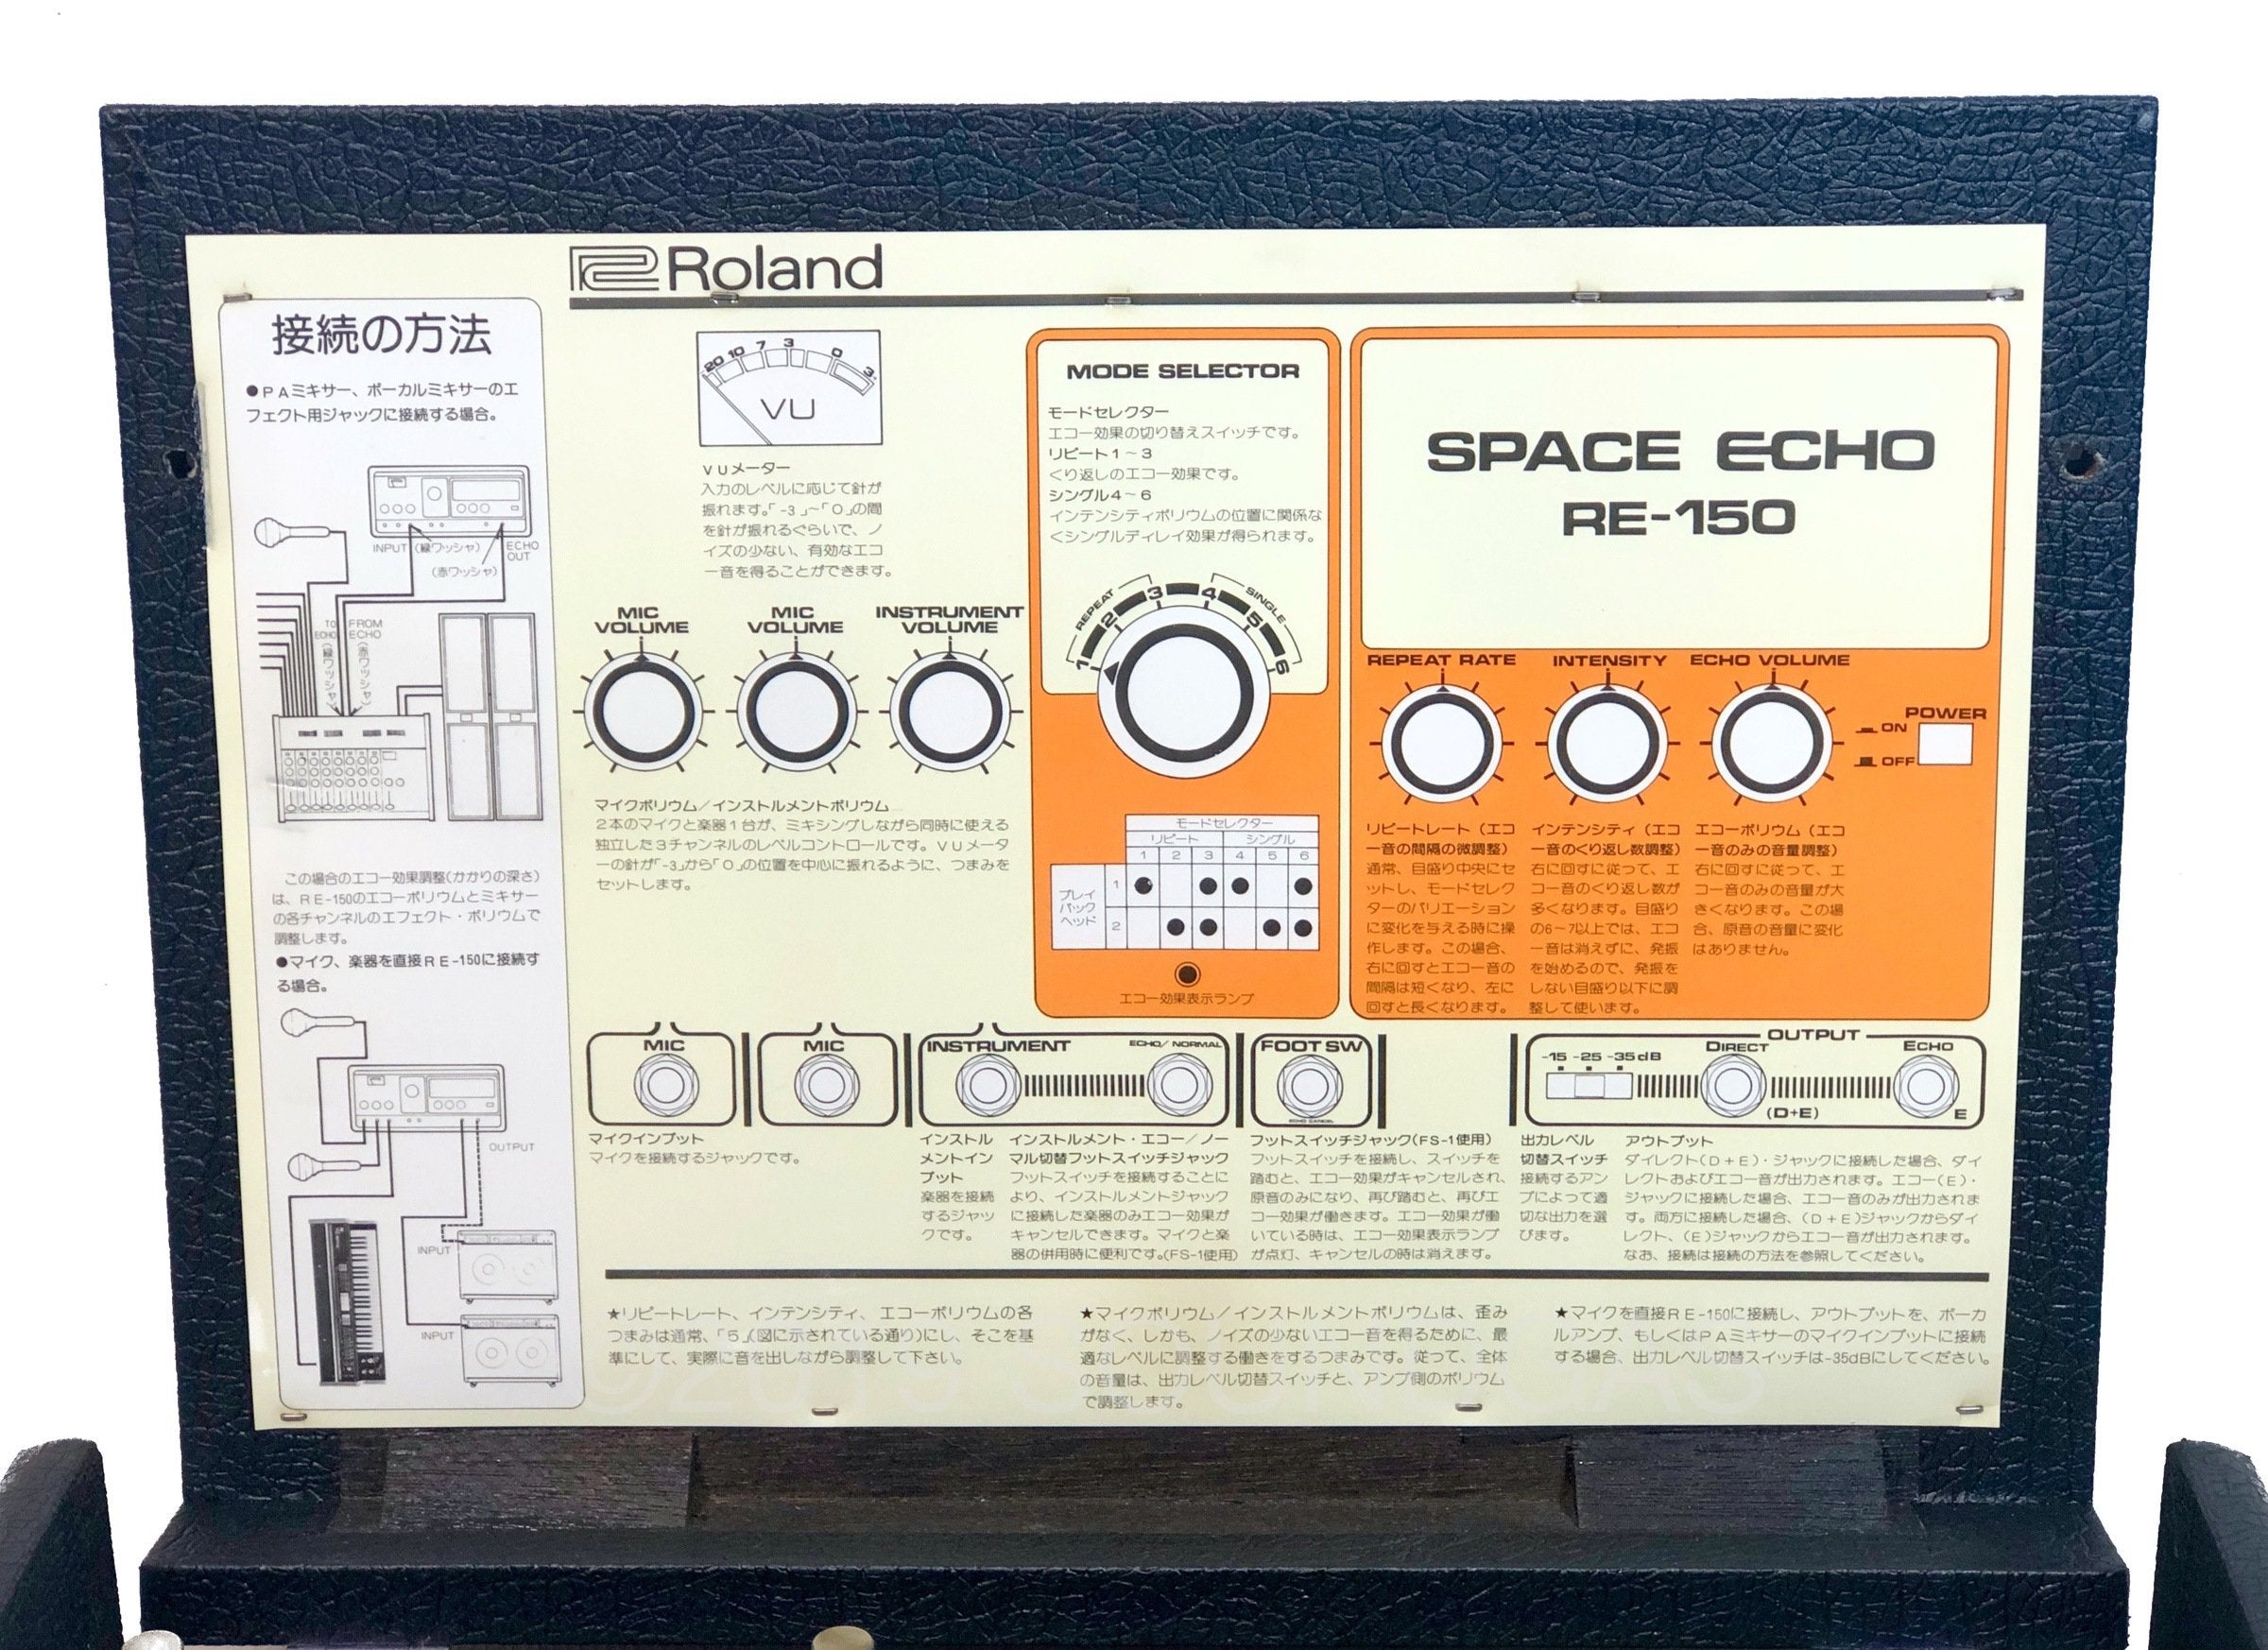 Roland
接続の方法
●PAミキサー、ボーカルミキサーのエ
フェクト用ジャックに接続する場合。
INPUT (緑ワッシャ)
ECHO
OUT
(赤ワッシャ)
TO
ECHO
(緑ワッシャ)
FROM
ECHO
(赤ワッシャ)
この場合のエコー効果調整(かかりの深さ)
は、RE-150のエコーボリウムとミキサー
の各チャンネルのエフェクト・ボリウムで
調整します。
●マイク、楽器を直接RE-150に接続す
る場合。
OUTPUT
INPUT
INPUT
20 10 7 3 0 3
VU
VUメーター
入力のレベルに応じて針が
振れます。「-3」~「0」の間
を針が振れるぐらいで、ノ
イズの少ない、有効なエコ
ー音を得ることができます。
MIC
VOLUME
MIC
VOLUME
INSTRUMENT
VOLUME
マイクボリウム/インストルメントボリウム
2本のマイクと楽器1台が、ミキシングしながら同時に使える
独立した3チャンネルのレベルコントロールです。VUメータ
ーの針が「-3」から「0」の位置を中心に振れるように、つまみを
セットします。
MODE SELECTOR
モードセレクター
エコー効果の切り替えスイッチです。
リピート1~3
くり返しのエコー効果です。
シングル4~6
インテンシティボリウムの位置に関係な
くシングルディレイ効果が得られます。
REPEAT
SINGLE
1 2 3 4 5 6
モードセレクター
リピート シングル
1 2 3 4 5 6
プレイ
バック
ヘッド
1
2
エコー効果表示ランプ
SPACE ECHO
RE-150
REPEAT RATE
INTENSITY
ECHO VOLUME
POWER
ON
OFF
リピートレート(エコ
ー音の間隔の微調整)
通常、目盛り中央にセ
ットし、モードセレク
ターのバリエーション
に変化を与える時に操
作します。この場合、
右に回すとエコー音の
間隔は短くなり、左に
回すと長くなります。
インテンシティ(エコ
ー音のくり返し数調整)
右に回すに従って、エ
コー音のくり返し数が
多くなります。目盛り
の6~7以上では、エコ
ー音は消えずに、発振
を始めるので、発振を
しない目盛り以下に調
整して使います。
エコーボリウム(エコ
ー音のみの音量調整)
右に回すに従って、エ
コー音のみの音量が大
きくなります。この場
合、原音の音量に変化
はありません。
MIC
MIC
INSTRUMENT
ECHO/NORMAL
FOOT SW
ECHO CANCEL
OUTPUT
-15 -25 -35dB
DIRECT
(D+E)
ECHO
E
マイクインプット
マイクを接続するジャックです。
インストル
メントイン
プット
楽器を接続
するジャッ
クです。
インストルメント・エコー/ノー
マル切替フットスイッチジャック
フットスイッチを接続することに
より、インストルメントジャック
に接続した楽器のみエコー効果が
キャンセルできます。マイクと楽
器の併用時に便利です。(FS-1使用)
フットスイッチジャック(FS-1使用)
フットスイッチを接続し、スイッチを
踏むと、エコー効果がキャンセルされ、
原音のみになり、再び踏むと、再びエ
コー効果が働きます。エコー効果が働
いている時は、エコー効果表示ランプ
が点灯、キャンセルの時は消えます。
出力レベル
切替スイッチ
接続するアン
プによって適
切な出力を選
びます。
アウトプット
ダイレクト(D+E)・ジャックに接続した場合、ダイ
レクトおよびエコー音が出力されます。エコー(E)・
ジャックに接続した場合、エコー音のみが出力されま
す。両方に接続した場合、(D+E)ジャックからダイ
レクト、(E)ジャックからエコー音が出力されます。
なお、接続は接続の方法を参照してください。
★リピートレート、インテンシティ、エコーボリウムの各
つまみは通常、「5」(図に示されている通り)にし、そこを基
準にして、実際に音を出しながら調整して下さい。
★マイクボリウム/インストルメントボリウムは、歪み
がなく、しかも、ノイズの少ないエコー音を得るために、最
適なレベルに調整する働きをするつまみです。従って、全体
の音量は、出力レベル切替スイッチと、アンプ側のボリウム
で調整します。
★マイクを直接RE-150に接続し、アウトプットを、ボーカ
ルアンプ、もしくはPAミキサーのマイクインプットに接続
する場合、出力レベル切替スイッチは-35dBにしてください。
©2019